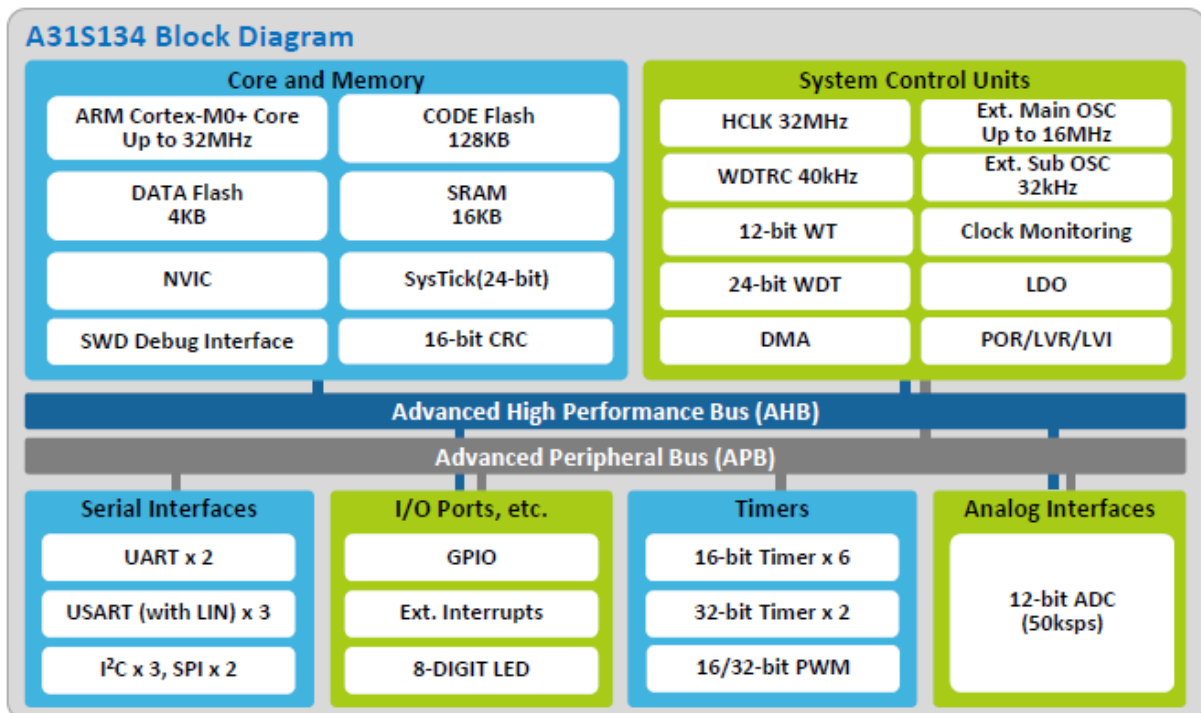 A31S134 Block Diagram
Core and Memory
ARM Cortex-M0+ Core
Up to 32MHz
CODE Flash
128KB
DATA Flash
4KB
SRAM
16KB
NVIC
SysTick(24-bit)
SWD Debug Interface
16-bit CRC
System Control Units
HCLK 32MHz
Ext. Main OSC
Up to 16MHz
WDTRC 40kHz
Ext. Sub OSC
32kHz
12-bit WT
Clock Monitoring
24-bit WDT
LDO
DMA
POR/LVR/LVI
Advanced High Performance Bus (AHB)
Advanced Peripheral Bus (APB)
Serial Interfaces
UART x 2
USART (with LIN) x 3
I²C x 3, SPI x 2
I/O Ports, etc.
GPIO
Ext. Interrupts
8-DIGIT LED
Timers
16-bit Timer x 6
32-bit Timer x 2
16/32-bit PWM
Analog Interfaces
12-bit ADC
(50ksps)